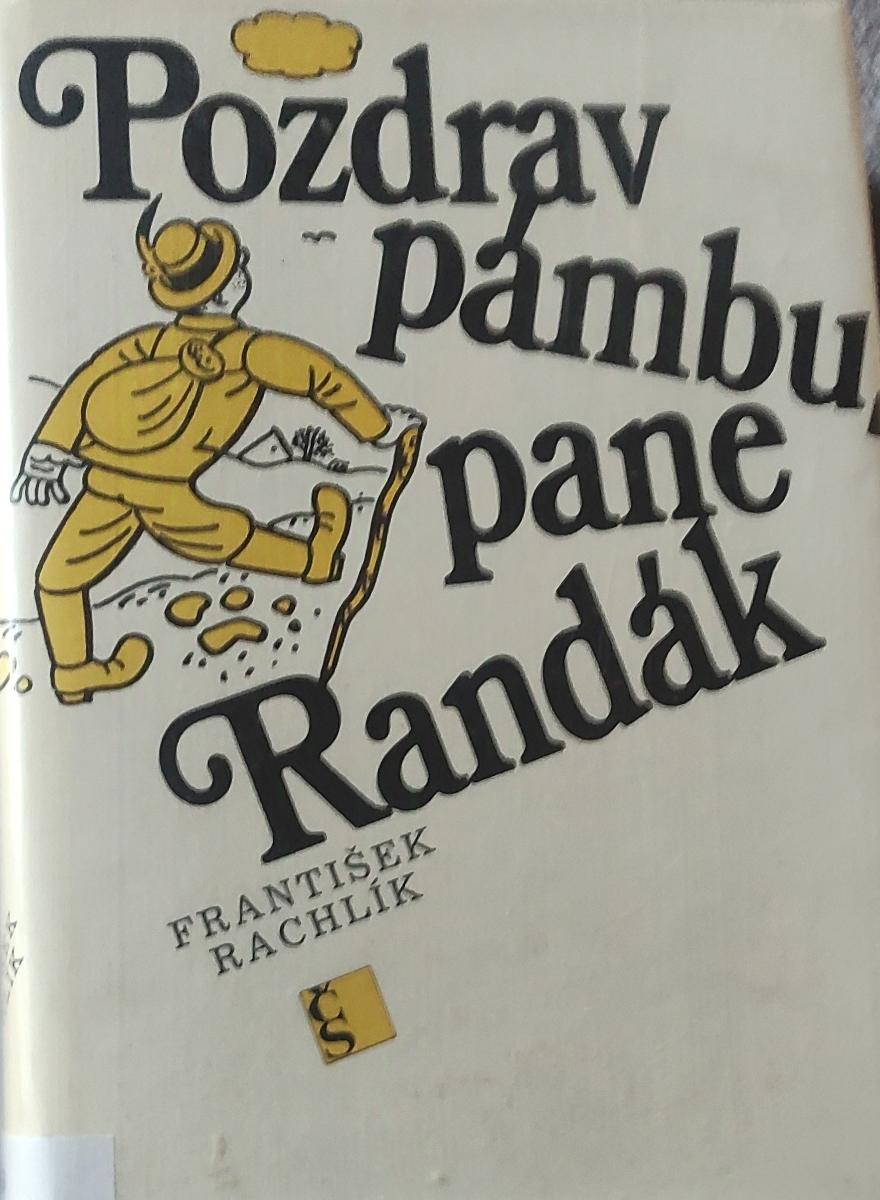 Pozdrav
pámbu,
pane
Randák
FRANTIŠEK
RACHLÍK
ČS